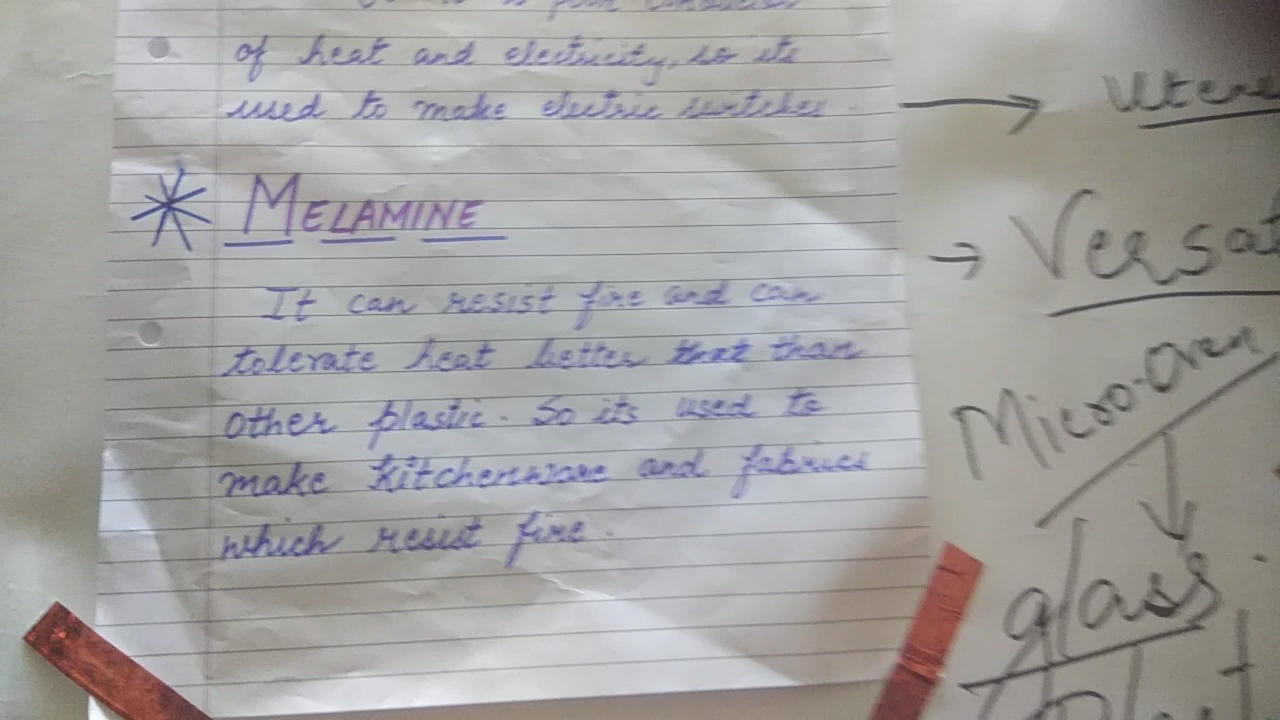 of heat and electricity, so its
used to make electric switches.
MELAMINE
It can resist fire and can
tolerate heat better that than
other plastic. So its used to
make kitchenware and fabrics
which resist fire.
→
→
Micro-oven
glass